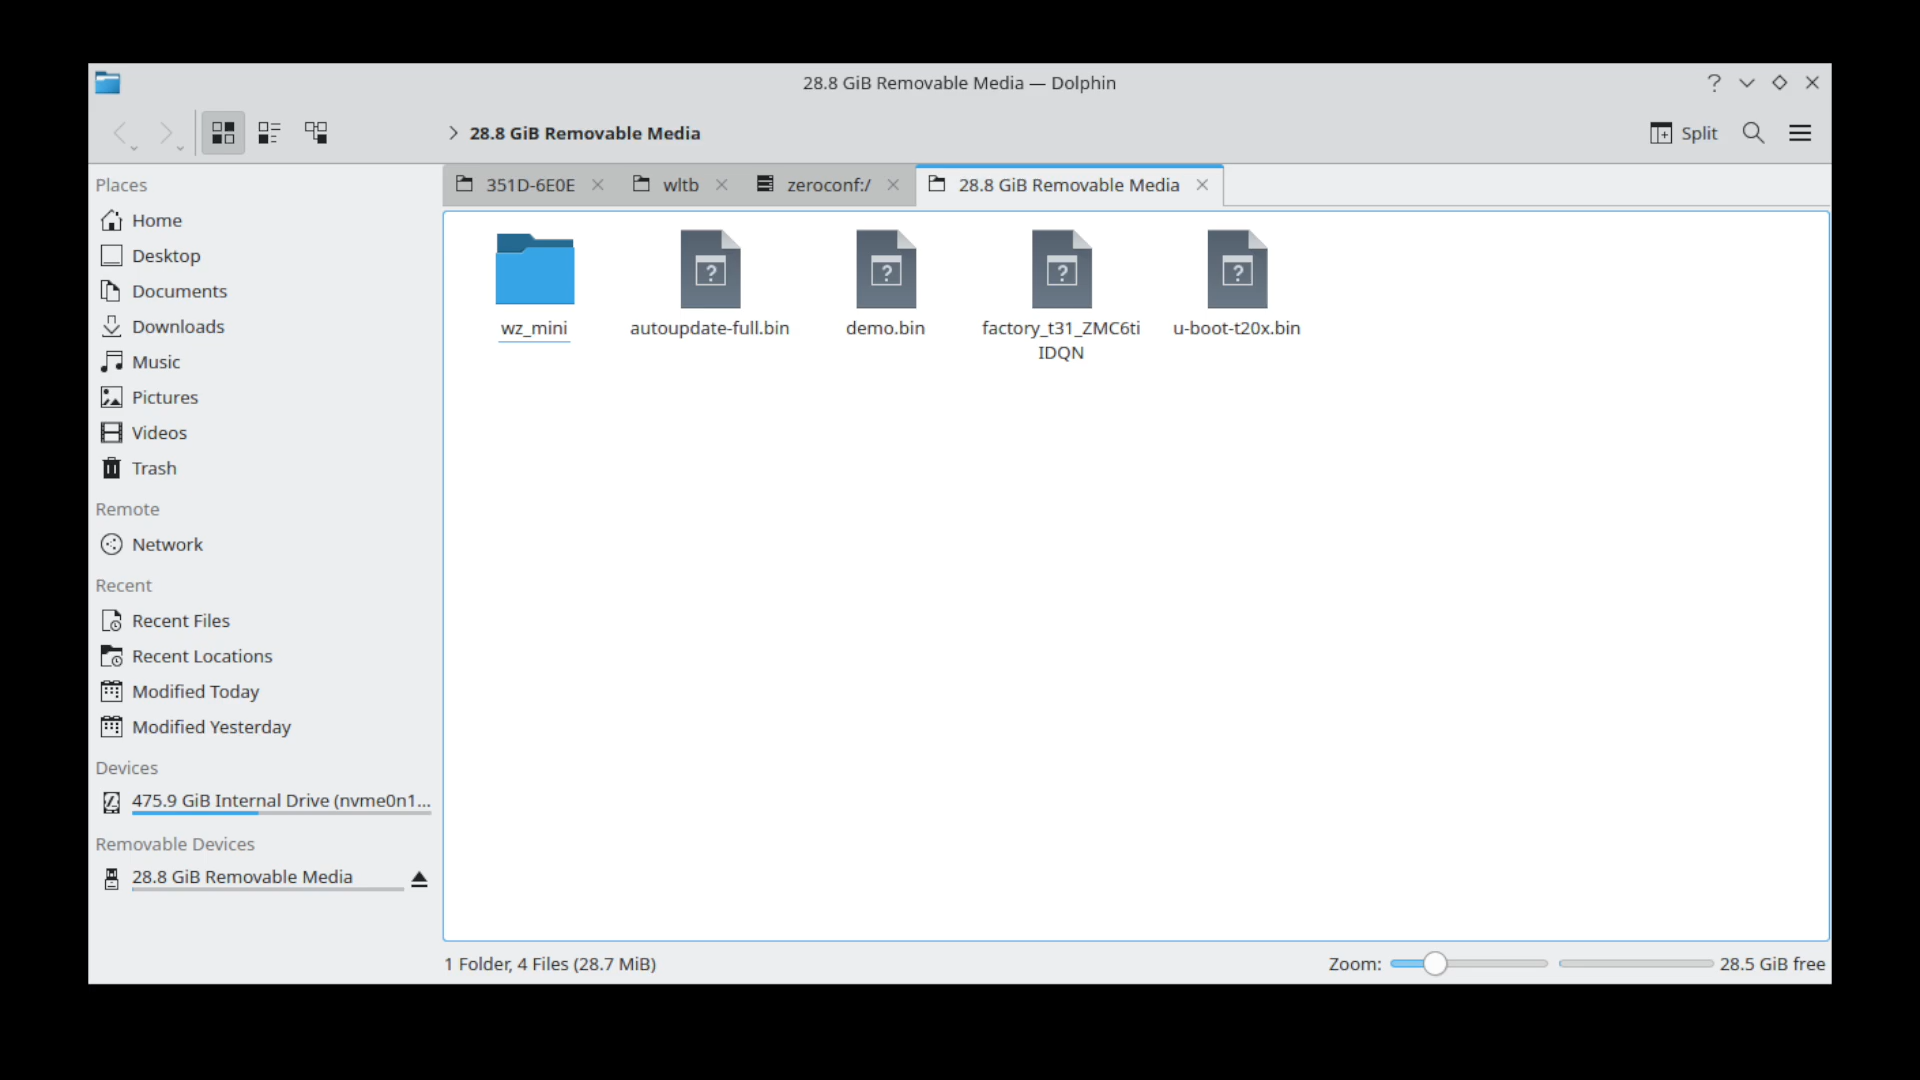 28.8 GiB Removable Media — Dolphin
28.8 GiB Removable Media
Split
Places
Home
Desktop
Documents
Downloads
Music
Pictures
Videos
Trash
Remote
Network
Recent
Recent Files
Recent Locations
Modified Today
Modified Yesterday
Devices
475.9 GiB Internal Drive (nvme0n1...
Removable Devices
28.8 GiB Removable Media
351D-6E0E
wltb
zeroconf:/
28.8 GiB Removable Media
wz_mini
autoupdate-full.bin
demo.bin
factory_t31_ZMC6ti
IDQN
u-boot-t20x.bin
1 Folder, 4 Files (28.7 MiB)
Zoom:
28.5 GiB free